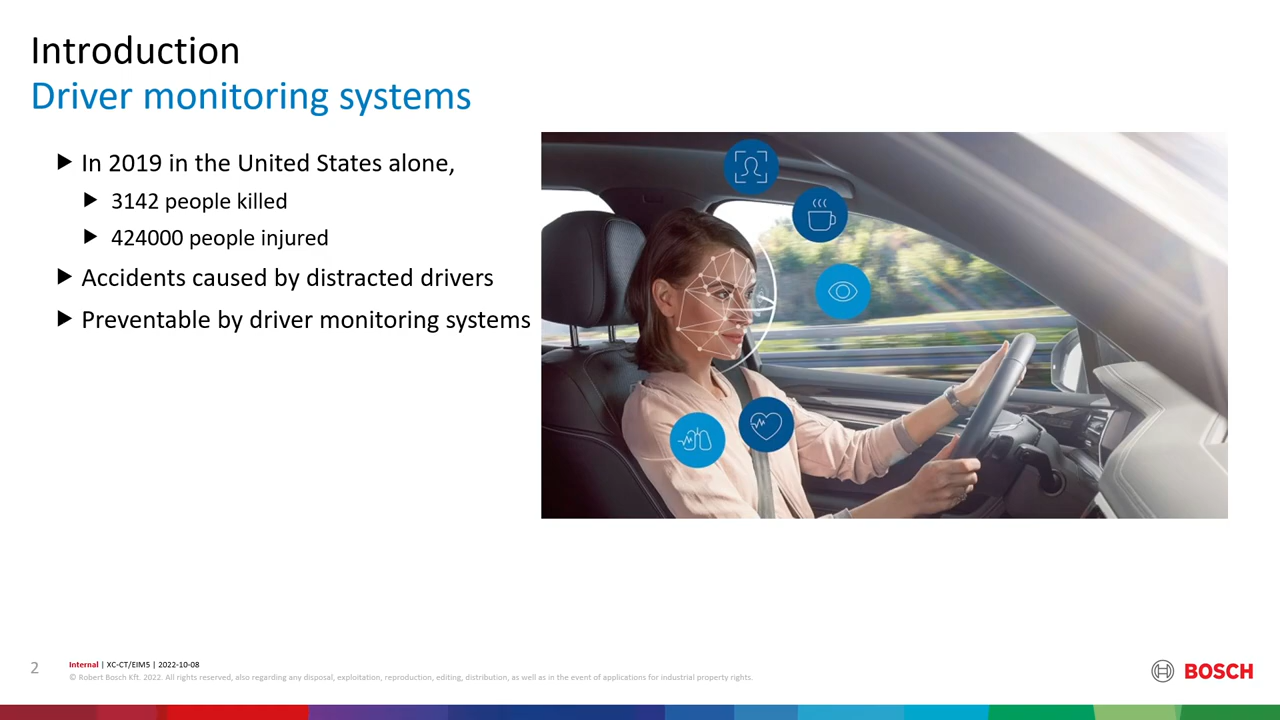 Introduction
Driver monitoring systems
In 2019 in the United States alone,
3142 people killed
424000 people injured
Accidents caused by distracted drivers
Preventable by driver monitoring systems
2
Internal | XC-CT/EIM5 | 2022-10-08
© Robert Bosch Kft. 2022. All rights reserved, also regarding any disposal, exploitation, reproduction, editing, distribution, as well as in the event of applications for industrial property rights.
BOSCH